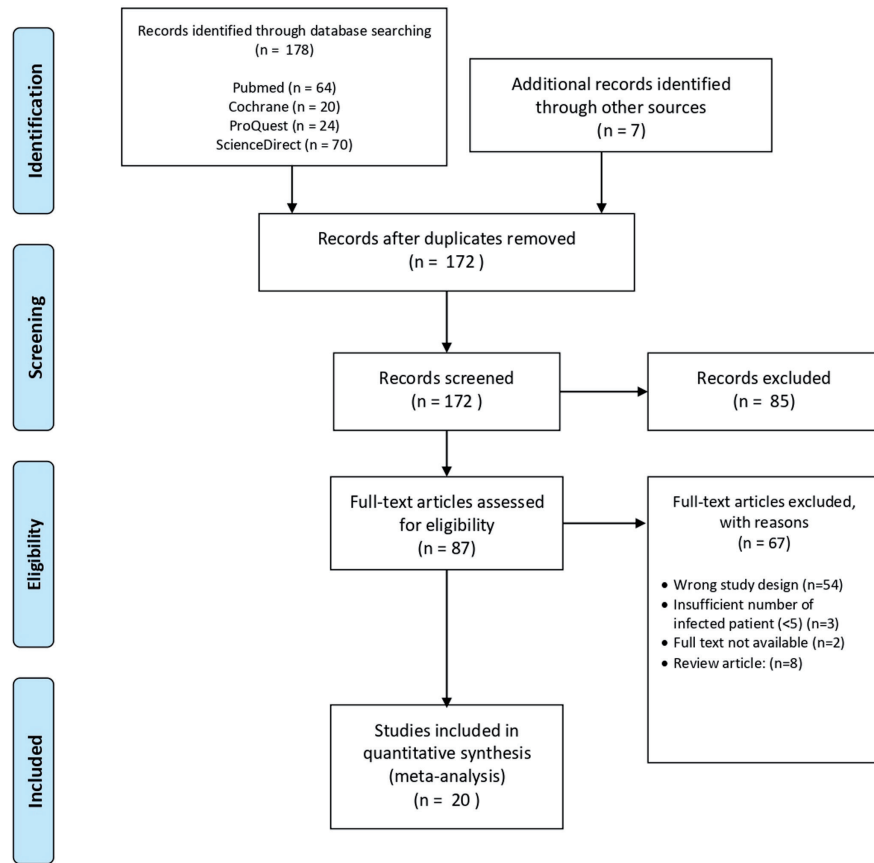 Identification
Records identified through database searching
(n = 178)
Pubmed (n = 64)
Cochrane (n = 20)
ProQuest (n = 24)
ScienceDirect (n = 70)
Additional records identified
through other sources
(n = 7)
Records after duplicates removed
(n = 172 )
Screening
Records screened
(n = 172 )
Records excluded
(n = 85)
Eligibility
Full-text articles assessed
for eligibility
(n = 87)
Full-text articles excluded,
with reasons
(n = 67)
• Wrong study design (n=54)
• Insufficient number of
infected patient (<5) (n=3)
• Full text not available (n=2)
• Review article: (n=8)
Included
Studies included in
quantitative synthesis
(meta-analysis)
(n = 20 )